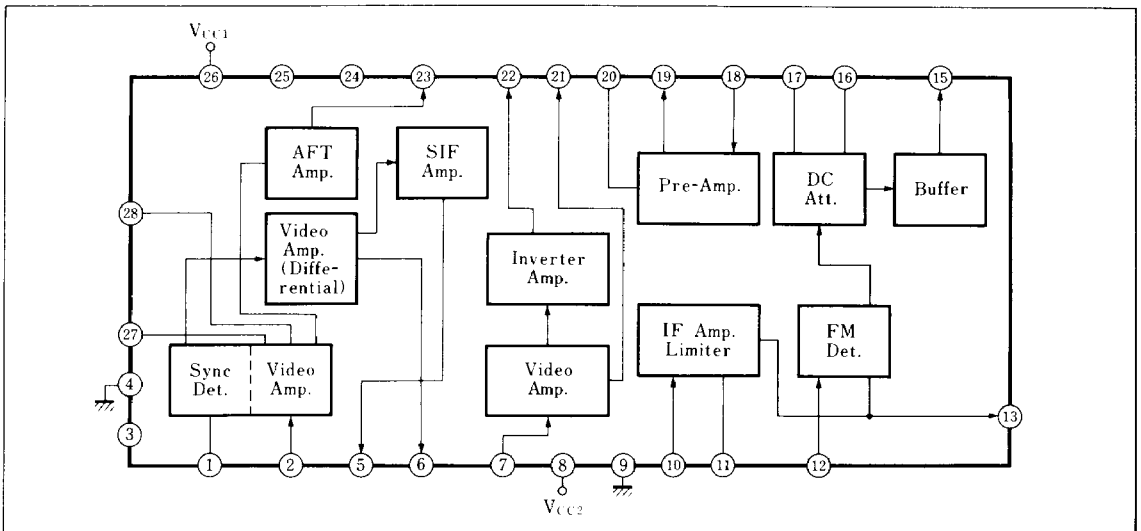 VCC1
26
25
24
23
22
21
20
19
18
17
16
15
AFT
Amp.
SIF
Amp.
Pre-Amp.
DC
Att.
Buffer
28
Video
Amp.
(Diffe-
rential)
Inverter
Amp.
27
Sync
Det.
Video
Amp.
Video
Amp.
IF Amp.
Limiter
FM
Det.
4
3
13
1
2
5
6
7
8
9
10
11
12
VCC2